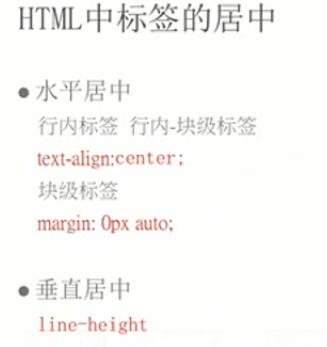 HTML中标签的居中
●水平居中
行内标签 行内-块级标签
text-align:center;
块级标签
margin: 0px auto;
●垂直居中
line-height